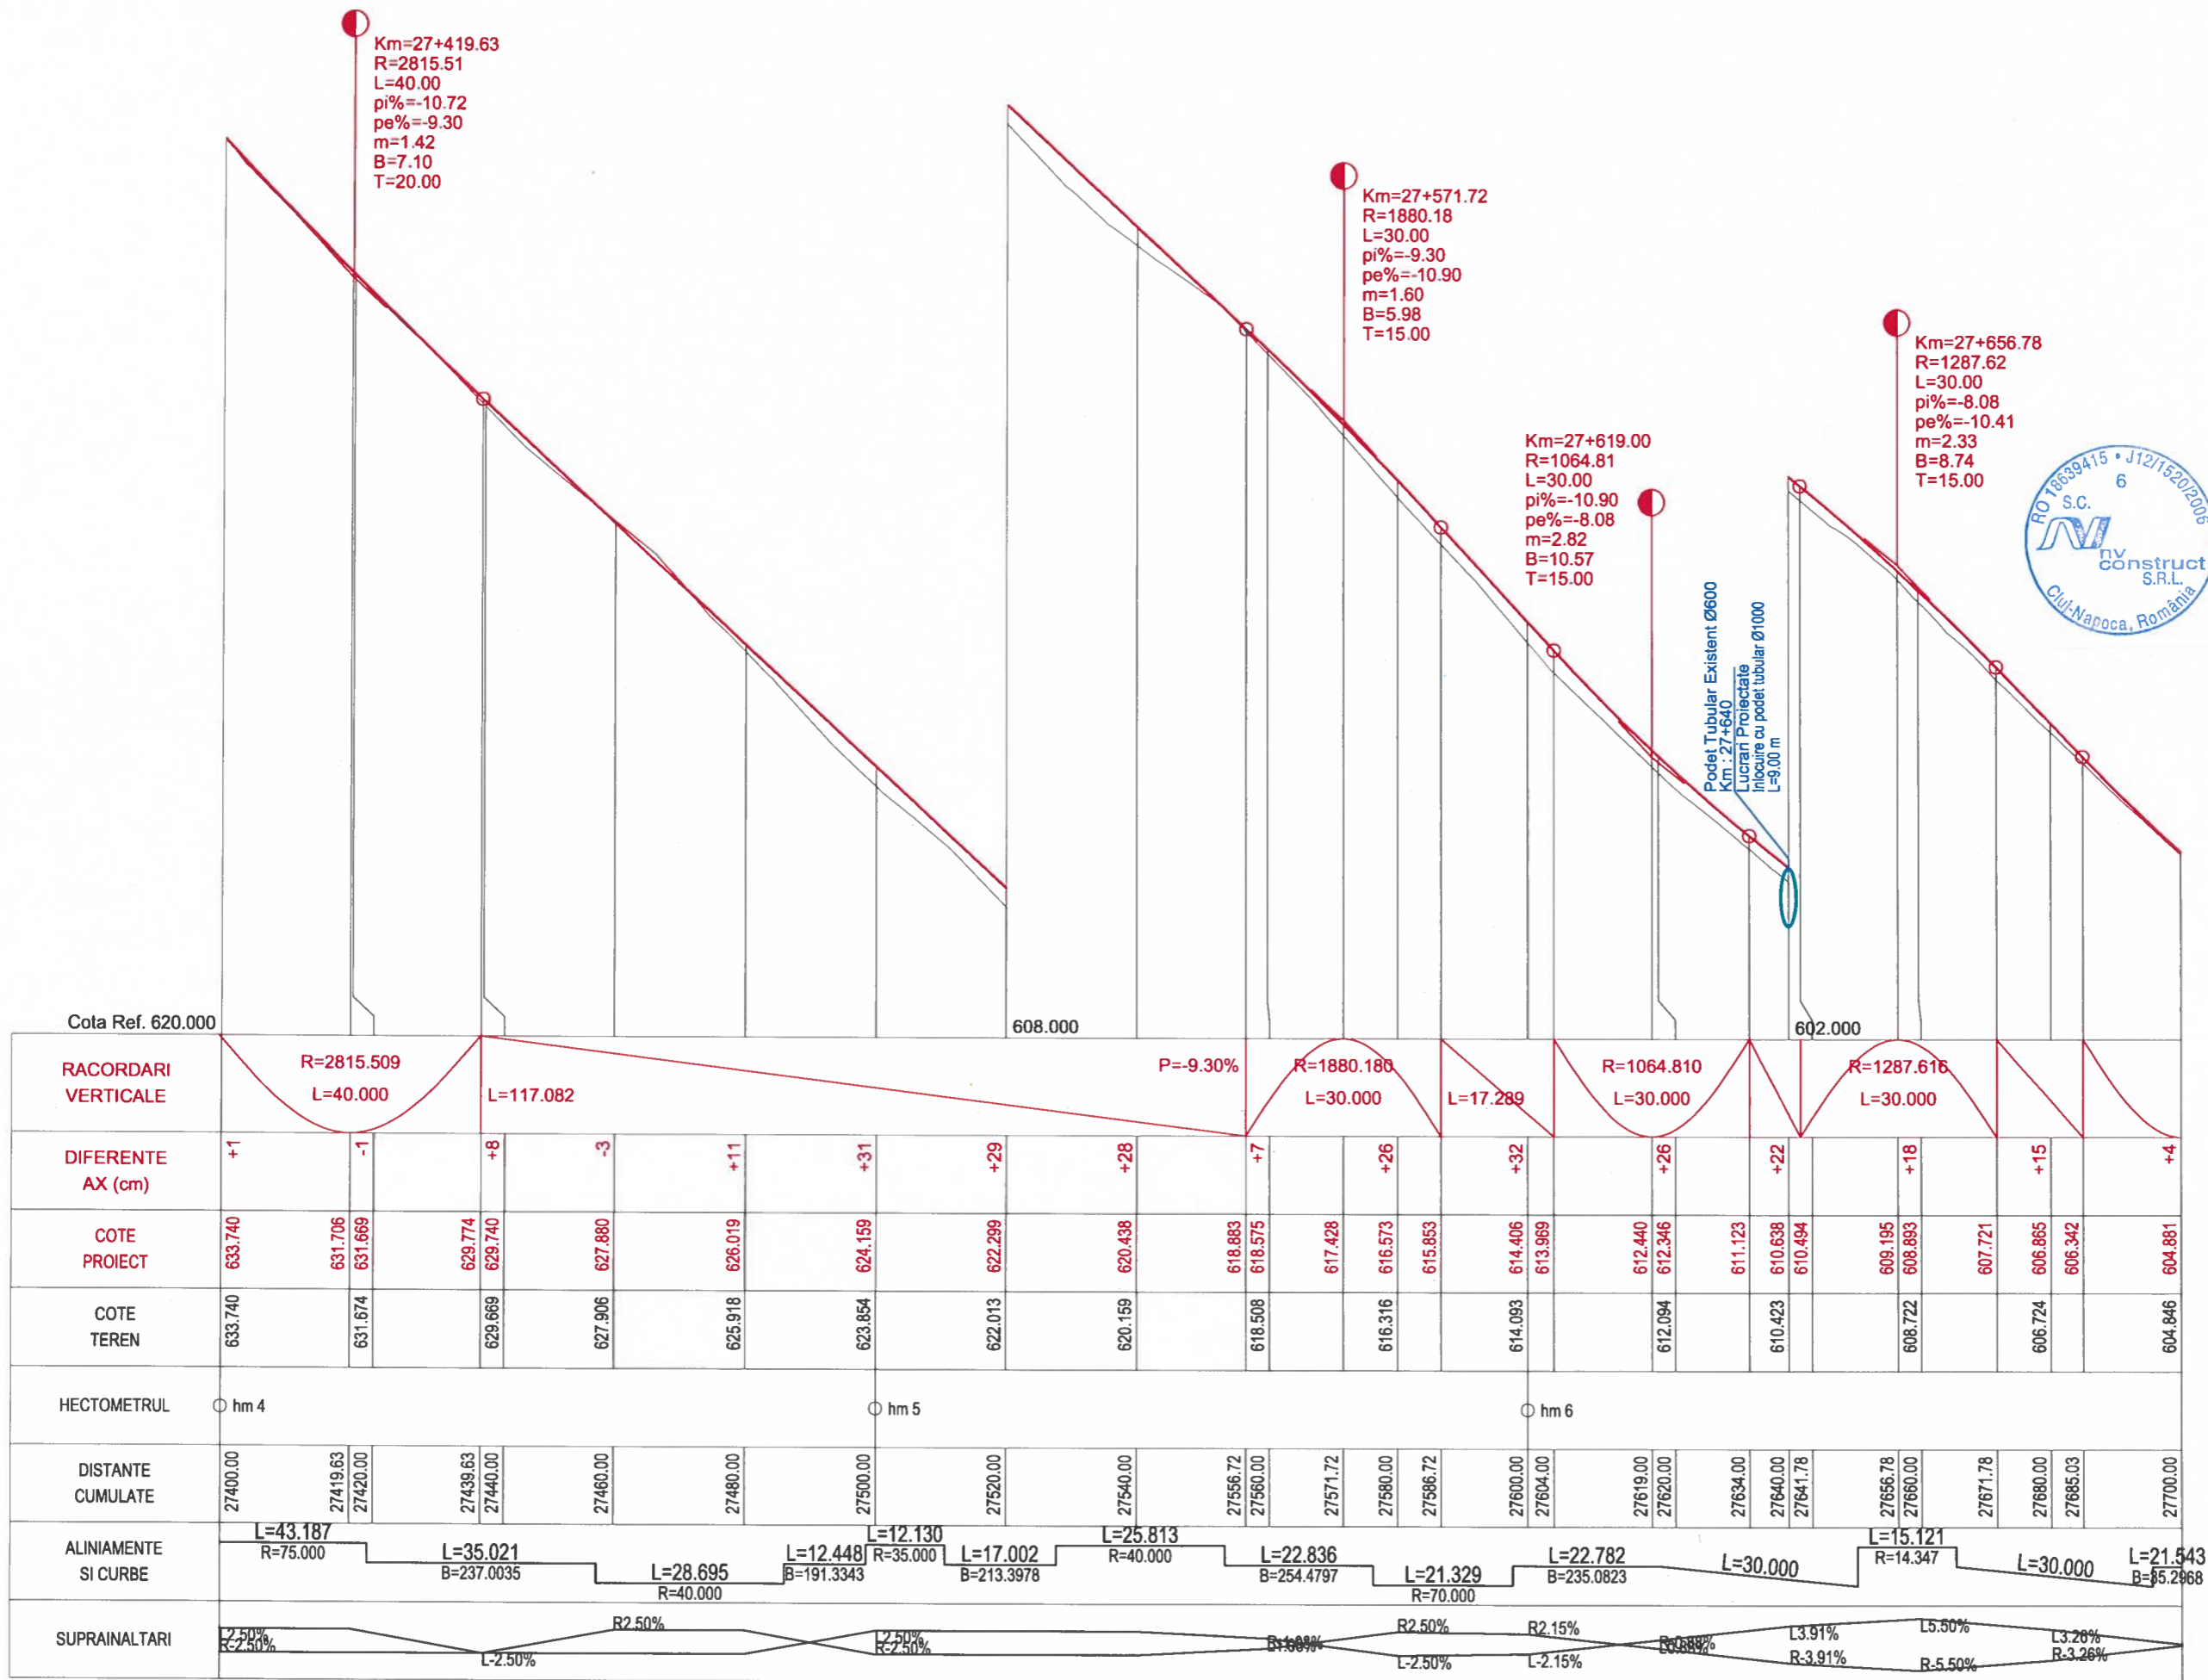 Km=27+419.63
R=2815.51
L=40.00
pi%=-10.72
pe%=-9.30
m=1.42
B=7.10
T=20.00
Km=27+571.72
R=1880.18
L=30.00
pi%=-9.30
pe%=-10.90
m=1.60
B=5.98
T=15.00
Km=27+619.00
R=1064.81
L=30.00
pi%=-10.90
pe%=-8.08
m=2.82
B=10.57
T=15.00
Km=27+656.78
R=1287.62
L=30.00
pi%=-8.08
pe%=-10.41
m=2.33
B=8.74
T=15.00
RO 18639415 • J12/1520/2006
6
S.C.
nv
construct
S.R.L.
Cluj-Napoca, România
Podet Tubular Existent Ø600
Km : 27+640
Lucrari Proiectate
Inlocuire cu podet tubular Ø1000
L=9.00 m
Cota Ref. 620.000
608.000
602.000
RACORDARI
VERTICALE
R=2815.509
L=40.000
L=117.082
P=-9.30%
R=1880.180
L=30.000
L=17.289
R=1064.810
L=30.000
R=1287.616
L=30.000
DIFERENTE
AX (cm)
+1 -1 +8 -3 +11 +31 +29 +28 +7 +26 +32 +26 +22 +18 +15 +4
COTE
PROIECT
633.740 631.706 631.669 629.774 629.740 627.880 626.019 624.159 622.299 620.438 618.883 618.575 617.428 616.573 615.853 614.406 613.969 612.440 612.346 611.123 610.638 610.494 609.195 608.893 607.721 606.865 606.342 604.881
COTE
TEREN
633.740 631.674 629.669 627.906 625.918 623.854 622.013 620.159 618.508 616.316 614.093 612.094 610.423 608.722 606.724 604.846
HECTOMETRUL
hm 4
hm 5
hm 6
DISTANTE
CUMULATE
27400.00 27419.63 27420.00 27439.63 27440.00 27460.00 27480.00 27500.00 27520.00 27540.00 27556.72 27560.00 27571.72 27580.00 27586.72 27600.00 27604.00 27619.00 27620.00 27634.00 27640.00 27641.78 27656.78 27660.00 27671.78 27680.00 27685.03 27700.00
ALINIAMENTE
SI CURBE
L=43.187
R=75.000
L=35.021
B=237.0035
L=28.695
R=40.000
L=12.448
B=191.3343
L=12.130
R=35.000
L=17.002
B=213.3978
L=25.813
R=40.000
L=22.836
B=254.4797
L=21.329
R=70.000
L=22.782
B=235.0823
L=30.000
L=15.121
R=14.347
L=30.000
L=21.543
B=85.2968
SUPRAINALTARI
L2.50%
R-2.50%
L-2.50%
R2.50%
L2.50%
R-2.50%
R2.50%
L-2.50%
R2.15%
L-2.15%
L3.91%
R-3.91%
L5.50%
R-5.50%
L3.26%
R-3.26%